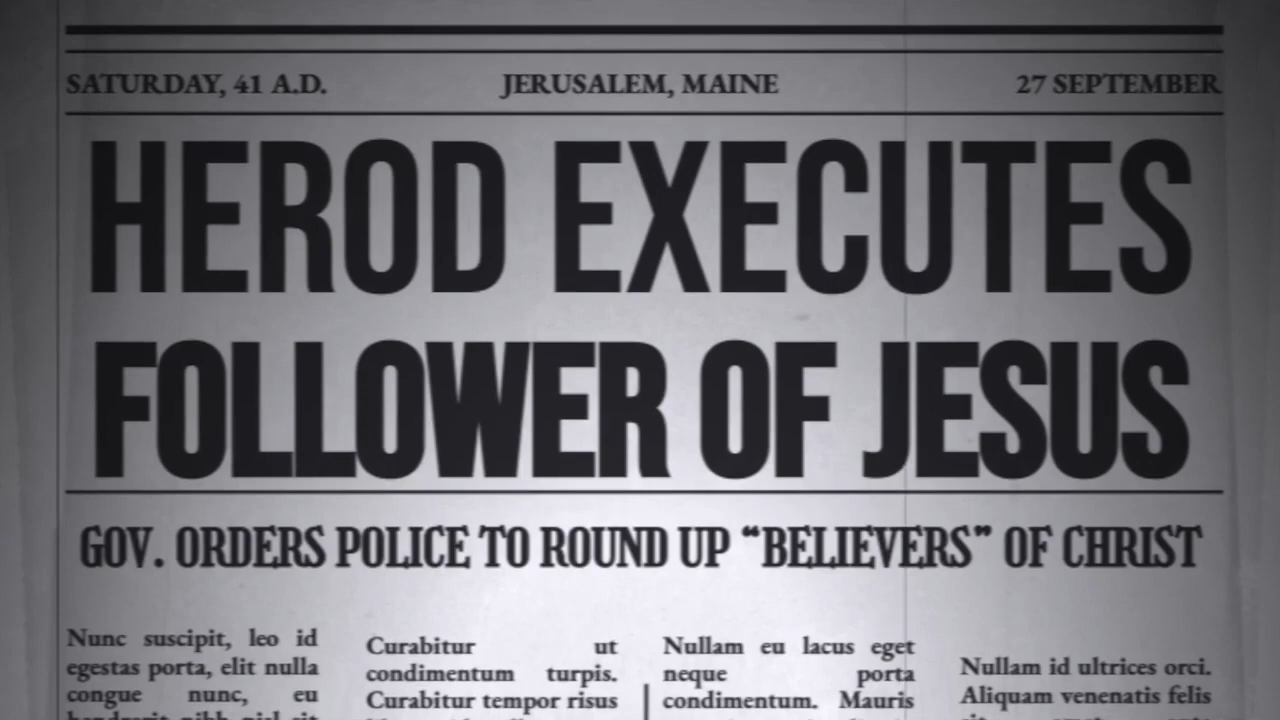 SATURDAY, 41 A.D. JERUSALEM, MAINE 27 SEPTEMBER
HEROD EXECUTES
FOLLOWER OF JESUS
GOV. ORDERS POLICE TO ROUND UP “BELIEVERS” OF CHRIST
Nunc suscipit, leo id
egestas porta, elit nulla
congue nunc, eu
Curabitur ut
condimentum turpis.
Curabitur tempor risus
Nullam eu lacus eget
neque porta
condimentum. Mauris
Nullam id ultrices orci.
Aliquam venenatis felis